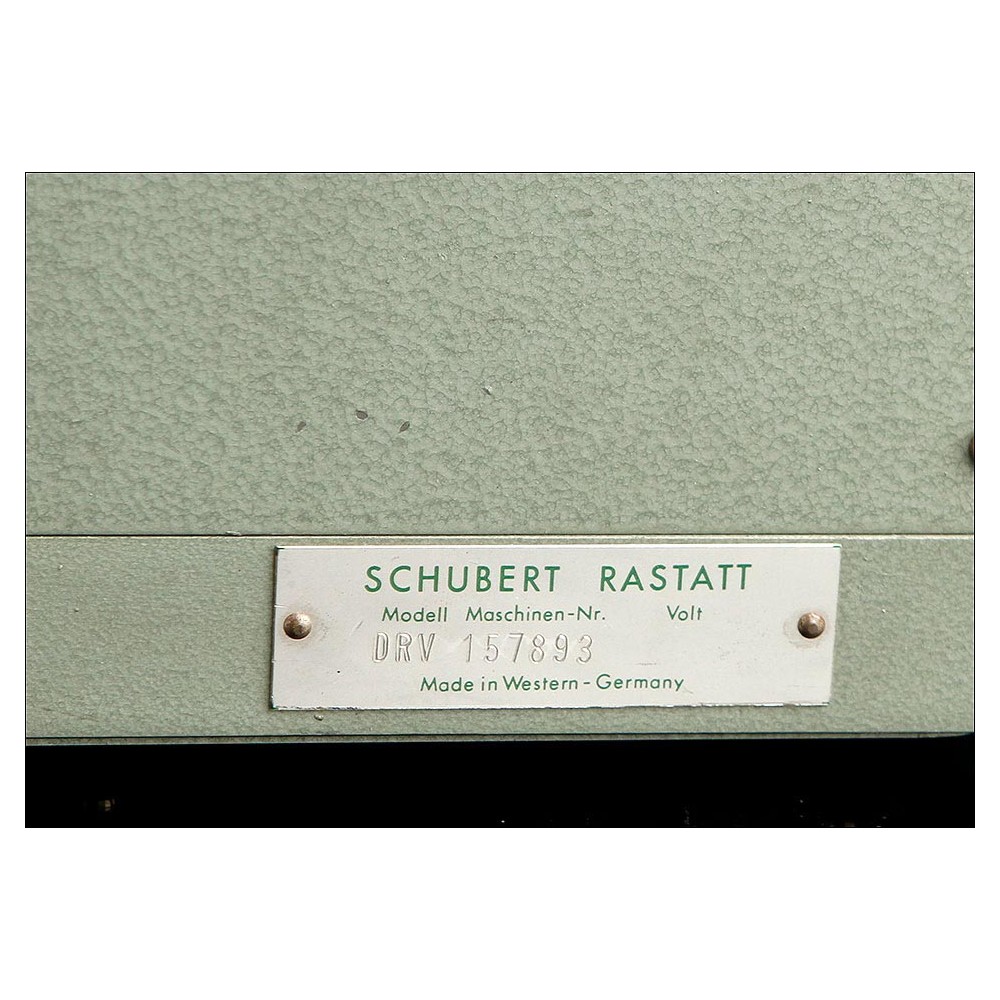 SCHUBERT RASTATT
Modell Maschinen-Nr. Volt
DRV 157893
Made in Western-Germany